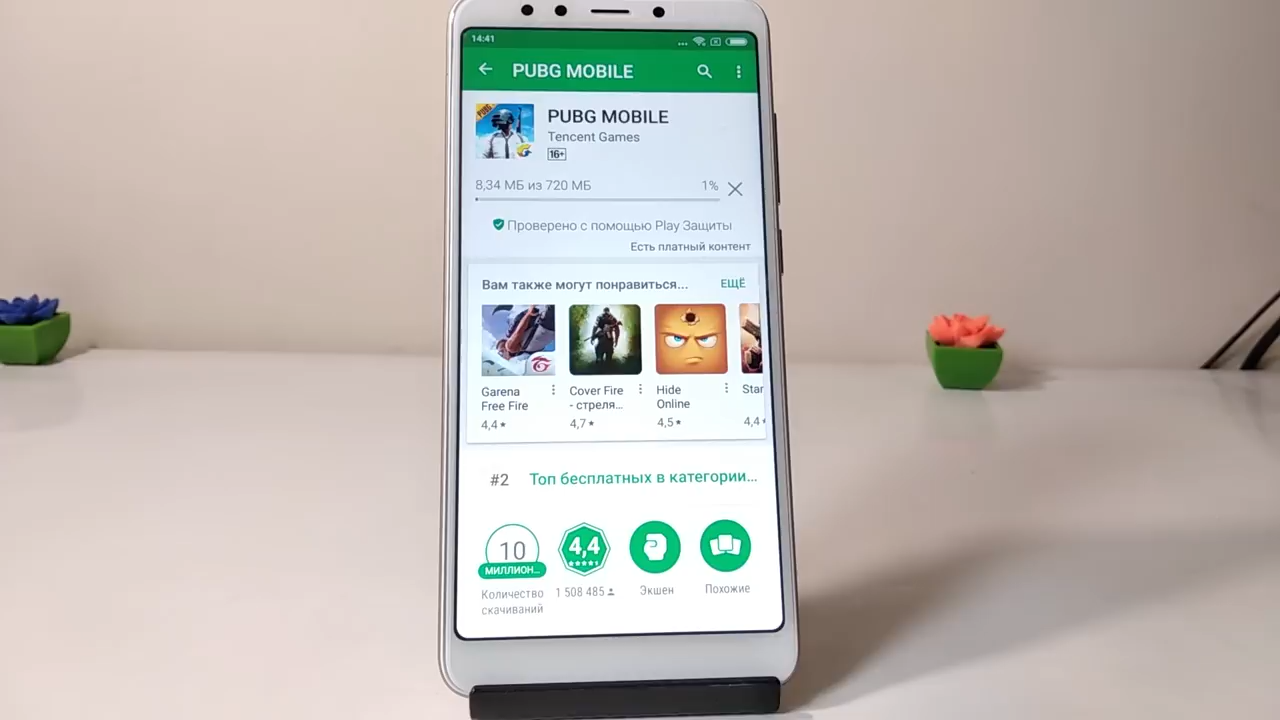 14:41
PUBG MOBILE
PUBG
PUBG MOBILE
Tencent Games
16+
8,34 МБ из 720 МБ 1%
Проверено с помощью Play Защиты
Есть платный контент
Вам также могут понравиться... ЕЩЁ
Garena
Free Fire
4,4
Cover Fire
- стреля...
4,7
Hide
Online
4,5
Star
4,4
#2 Топ бесплатных в категории...
10
МИЛЛИОН...
Количество
скачиваний
4,4
1 508 485
Экшен
Похожие